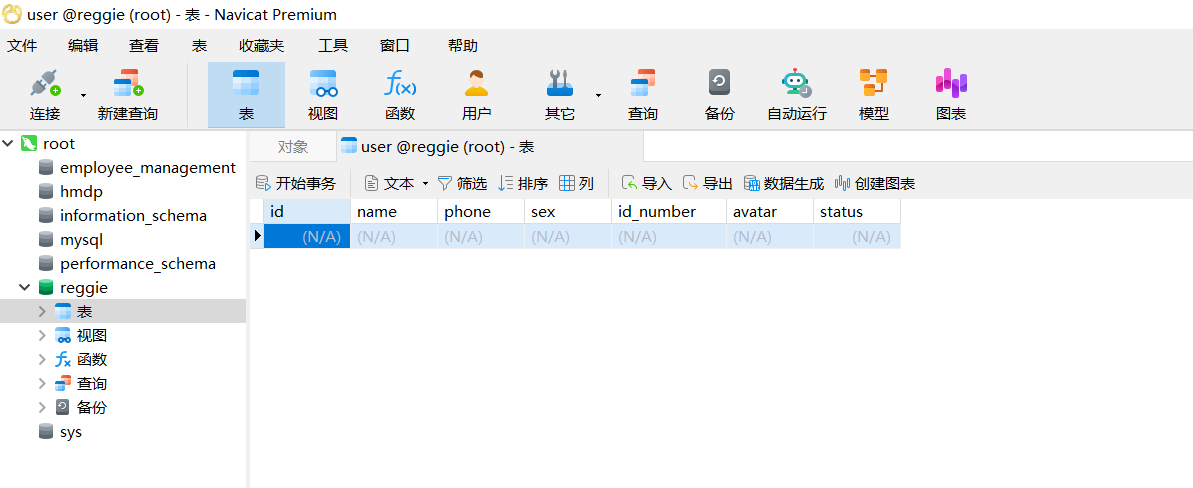 user @reggie (root) - 表 - Navicat Premium
文件 编辑 查看 表 收藏夹 工具 窗口 帮助
连接 新建查询 表 视图 函数 用户 其它 查询 备份 自动运行 模型 图表
root
employee_management
hmdp
information_schema
mysql
performance_schema
reggie
表
视图
函数
查询
备份
sys
对象 user @reggie (root) - 表
开始事务 文本 筛选 排序 列 导入 导出 数据生成 创建图表
id name phone sex id_number avatar status
(N/A) (N/A) (N/A) (N/A) (N/A) (N/A) (N/A)